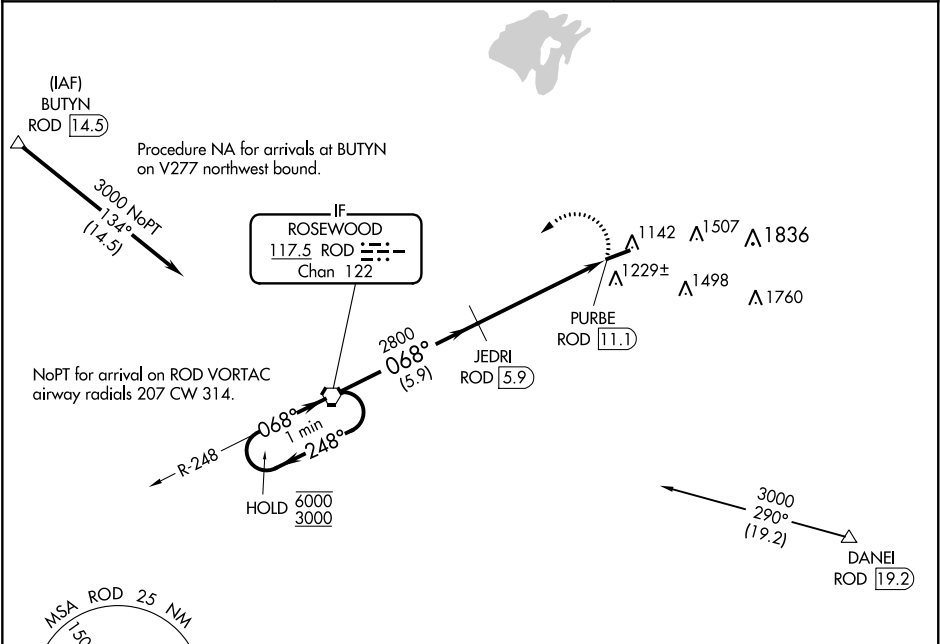 (IAF)
BUTYN
ROD 14.5
Procedure NA for arrivals at BUTYN
on V277 northwest bound.
3000 NoPT
134°
(14.5)
IF
ROSEWOOD
117.5 ROD
Chan 122
1142
1507
1836
1229±
1498
1760
PURBE
ROD 11.1
2800
068°
(5.9)
JEDRI
ROD 5.9
NoPT for arrival on ROD VORTAC
airway radials 207 CW 314.
068°
1 min
248°
R-248
HOLD 6000
3000
3000
290°
(19.2)
DANEI
ROD 19.2
MSA ROD 25 NM